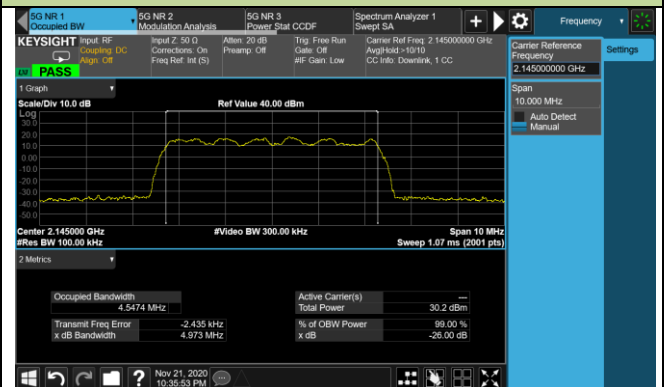 5G NR 1
Occupied BW
5G NR 2
Modulation Analysis
5G NR 3
Power Stat CCDF
Spectrum Analyzer 1
Swept SA
Frequency
KEYSIGHT
Input: RF
Coupling: DC
Align: Off
Input Z: 50 Ω
Corrections: On
Freq Ref: Int (S)
Atten: 20 dB
Preamp: Off
Trig: Free Run
Gate: Off
#IF Gain: Low
Carrier Ref Freq: 2.145000000 GHz
Avg|Hold:>10/10
CC Info: Downlink, 1 CC
PASS
Carrier Reference
Frequency
2.145000000 GHz
Settings
Span
10.000 MHz
Auto Detect
Manual
1 Graph
Scale/Div 10.0 dB
Ref Value 40.00 dBm
Log
30.0
20.0
10.0
0.00
-10.0
-20.0
-30.0
-40.0
-50.0
Center 2.145000 GHz
#Video BW 300.00 kHz
Span 10 MHz
#Res BW 100.00 kHz
Sweep 1.07 ms (2001 pts)
2 Metrics
Occupied Bandwidth
4.5474 MHz
Active Carrier(s)
---
Total Power
30.2 dBm
Transmit Freq Error
-2.435 kHz
% of OBW Power
99.00 %
x dB Bandwidth
4.973 MHz
x dB
-26.00 dB
?
Nov 21, 2020
10:35:53 PM